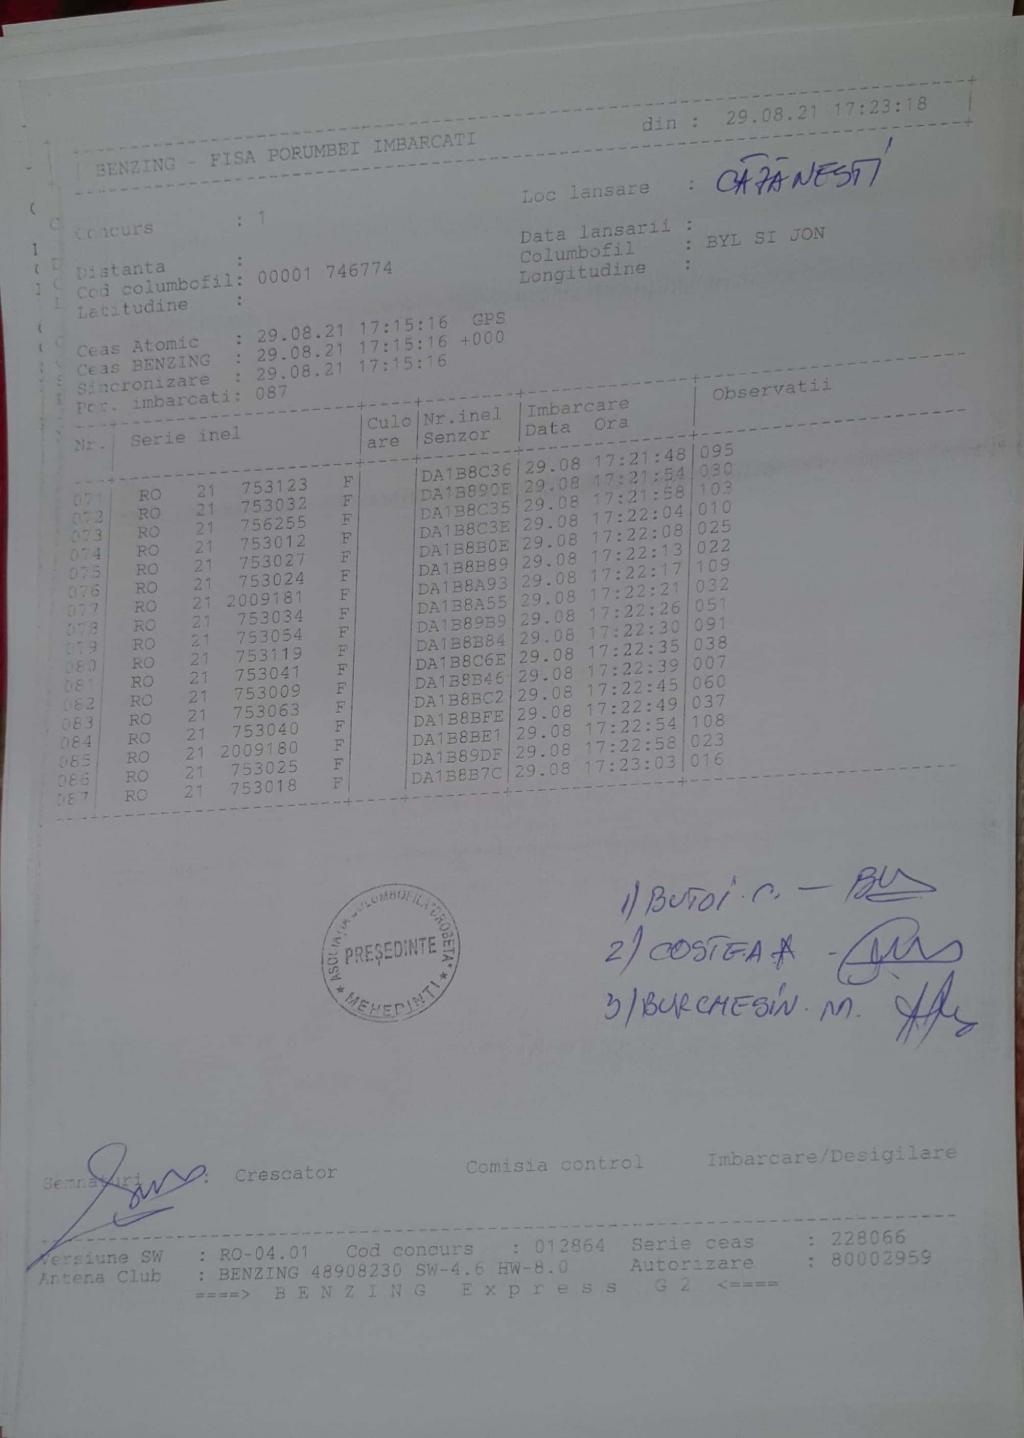 BENZING - FISA PORUMBEI IMBARCATI din : 29.08.21 17:23:18
Concurs : 1 Loc lansare : CĂZĂNEȘTI
Distanta : Data lansarii :
Cod columbofil: 00001 746774 Columbofil : BYL SI JON
Latitudine : Longitudine :
Ceas Atomic : 29.08.21 17:15:16 GPS
Ceas BENZING : 29.08.21 17:15:16 +000
Sincronizare : 29.08.21 17:15:16
Por. imbarcati: 087
Nr. Serie inel Culo Nr.inel Imbarcare Observatii
are Senzor Data Ora
071 RO 21 753123 F DA1B8C36 29.08 17:21:48 095
072 RO 21 753032 F DA1B890E 29.08 17:21:54 030
073 RO 21 756255 F DA1B8C35 29.08 17:21:58 103
074 RO 21 753012 F DA1B8C3E 29.08 17:22:04 010
075 RO 21 753027 F DA1B8B0E 29.08 17:22:08 025
076 RO 21 753024 F DA1B8B89 29.08 17:22:13 022
077 RO 21 2009181 F DA1B8A93 29.08 17:22:17 109
078 RO 21 753034 F DA1B8A55 29.08 17:22:21 032
079 RO 21 753054 F DA1B89B9 29.08 17:22:26 051
080 RO 21 753119 F DA1B8B84 29.08 17:22:30 091
081 RO 21 753041 F DA1B8C6E 29.08 17:22:35 038
082 RO 21 753009 F DA1B8B46 29.08 17:22:39 007
083 RO 21 753063 F DA1B8BC2 29.08 17:22:45 060
084 RO 21 753040 F DA1B8BFE 29.08 17:22:49 037
085 RO 21 2009180 F DA1B8BE1 29.08 17:22:54 108
086 RO 21 753025 F DA1B89DF 29.08 17:22:58 023
087 RO 21 753018 F DA1B8B7C 29.08 17:23:03 016
1) BUTOI C. —
2) COSTEA A -
3) BURCHESIN. M.
ASOCIATIA COLUMBOFILA DROBETA
PREȘEDINTE
MEHEDINTI
Semnaturi : Crescator Comisia control Imbarcare/Desigilare
Versiune SW : RO-04.01 Cod concurs : 012864 Serie ceas : 228066
Antena Club : BENZING 48908230 SW-4.6 HW-8.0 Autorizare : 80002959
====> B E N Z I N G E x p r e s s G 2 <====